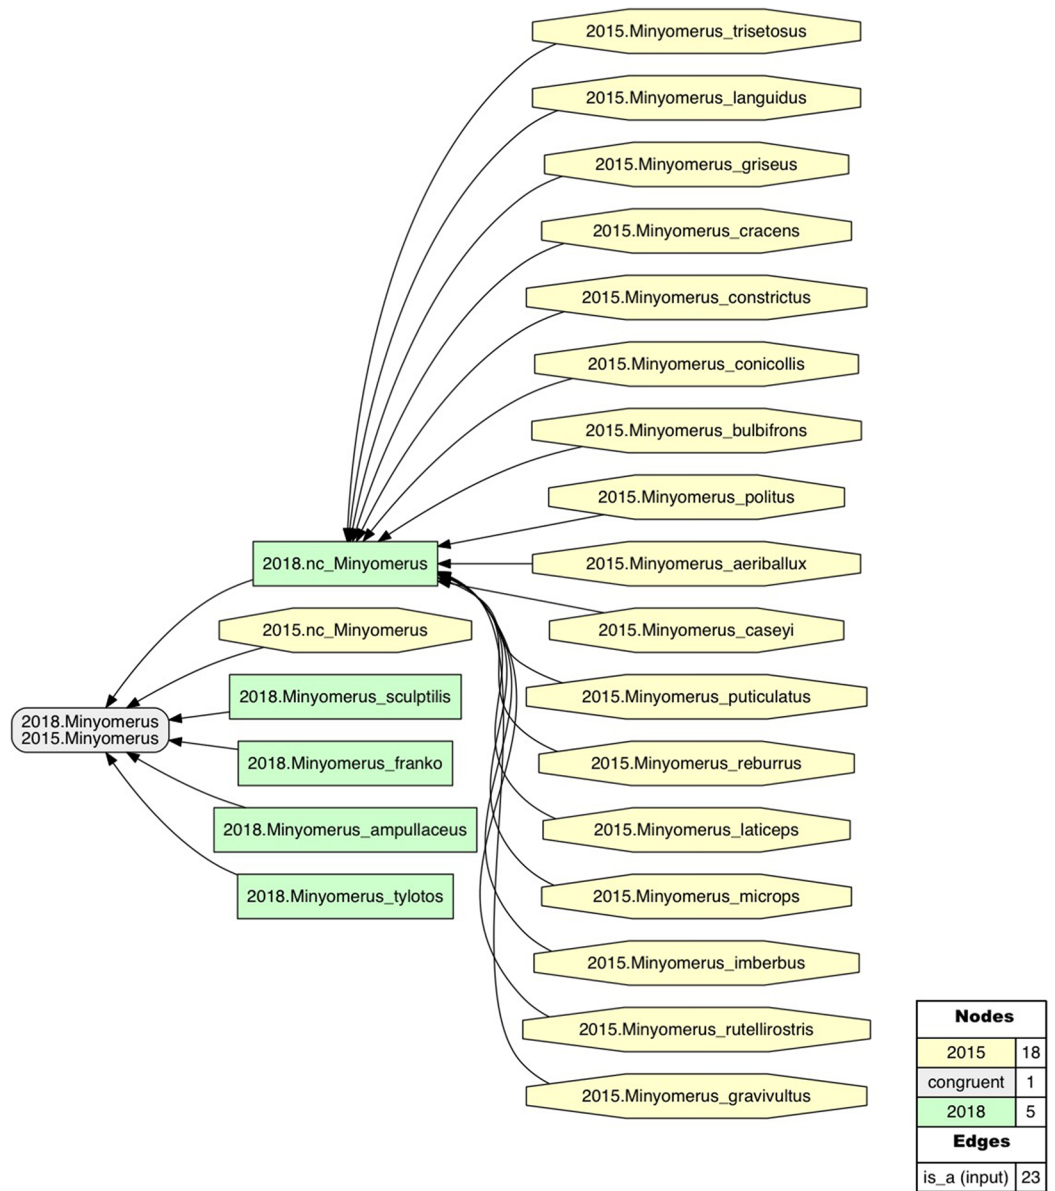 2015.Minyomerus_trisetosus
2015.Minyomerus_languidus
2015.Minyomerus_griseus
2015.Minyomerus_cracens
2015.Minyomerus_constrictus
2015.Minyomerus_conicollis
2015.Minyomerus_bulbifrons
2015.Minyomerus_politus
2018.nc_Minyomerus
2015.Minyomerus_aeriballux
2015.nc_Minyomerus
2015.Minyomerus_caseyi
2018.Minyomerus_sculptilis
2015.Minyomerus_puticulatus
2018.Minyomerus
2015.Minyomerus
2018.Minyomerus_franko
2015.Minyomerus_reburrus
2018.Minyomerus_ampullaceus
2015.Minyomerus_laticeps
2018.Minyomerus_tylotos
2015.Minyomerus_microps
2015.Minyomerus_imberbus
2015.Minyomerus_rutellirostris
2015.Minyomerus_gravivultus
Nodes
2015 18
congruent 1
2018 5
Edges
is_a (input) 23